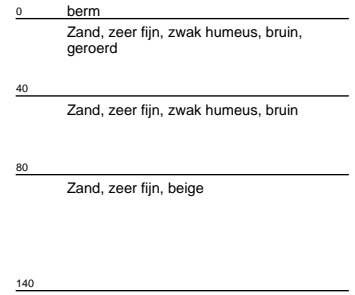 0 berm
Zand, zeer fijn, zwak humeus, bruin,
geroerd
40
Zand, zeer fijn, zwak humeus, bruin
80
Zand, zeer fijn, beige
140